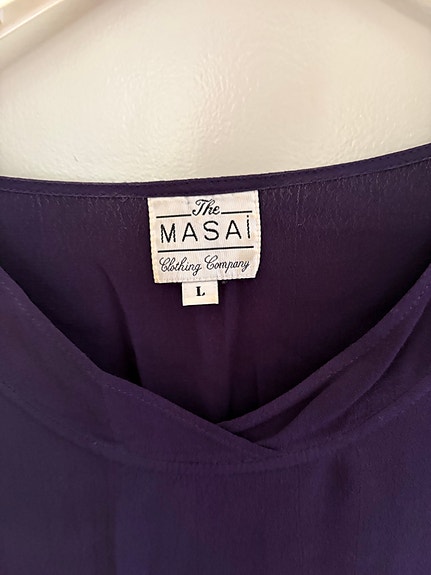 The
MASAi
Clothing Company
L